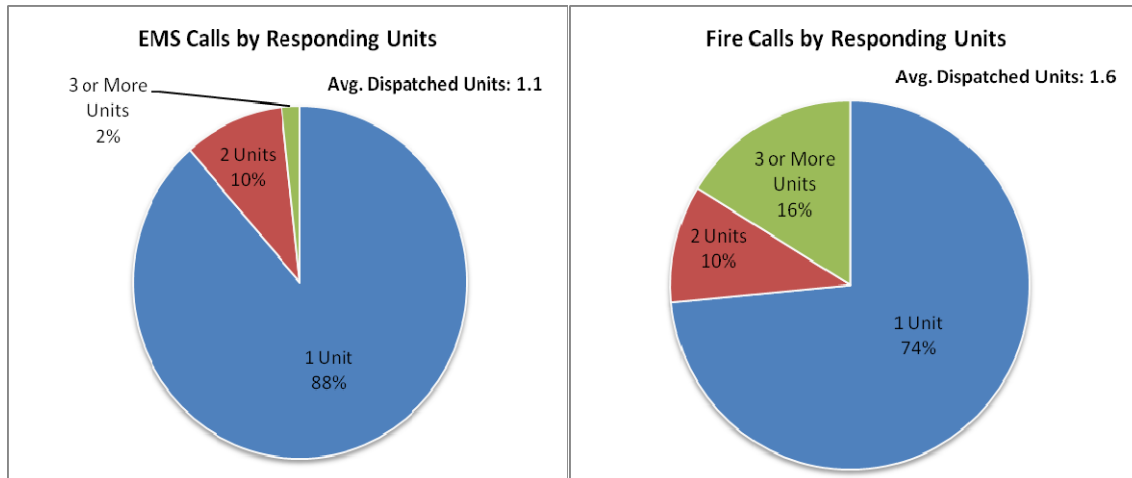 EMS Calls by Responding Units
Avg. Dispatched Units: 1.1
3 or More
Units
2%
2 Units
10%
1 Unit
88%
Fire Calls by Responding Units
Avg. Dispatched Units: 1.6
3 or More
Units
16%
2 Units
10%
1 Unit
74%